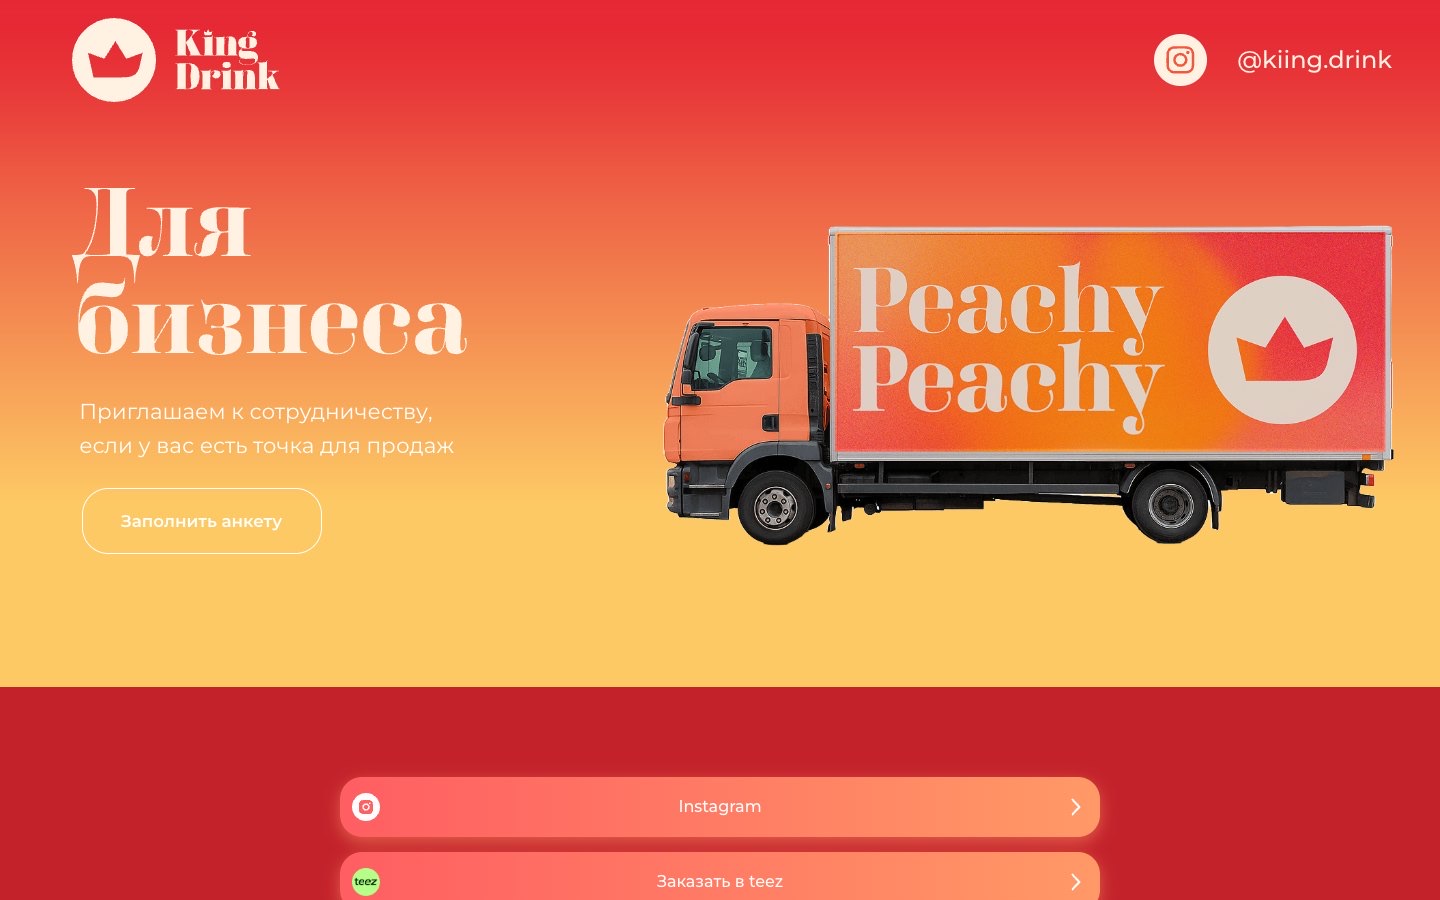 King
Drink
@kiing.drink
Для
бизнеса
Приглашаем к сотрудничеству,
если у вас есть точка для продаж
Заполнить анкету
Peachy
Peachy
Instagram
teez
Заказать в teez